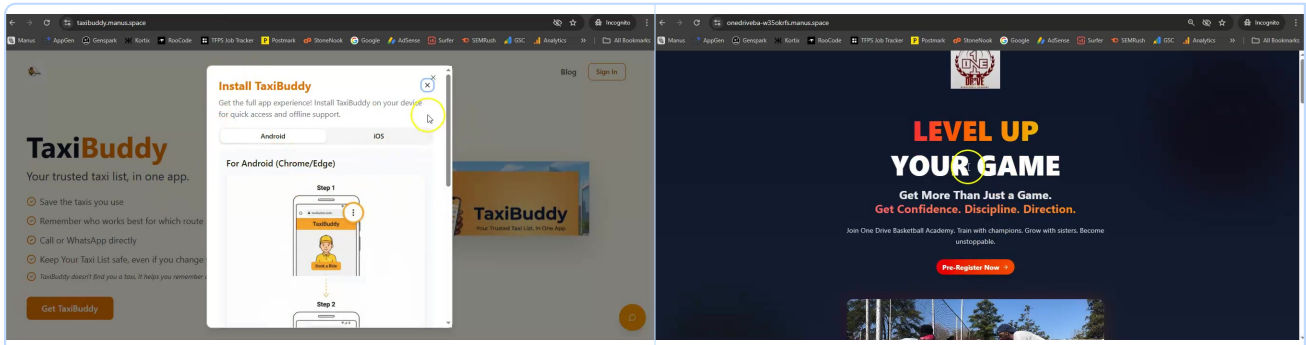 taxibuddy.manus.space
Incognito
Manus AppGen Genspark Kortix RooCode TFPS Job Tracker Postmark StoneNook Google AdSense Surfer SEMRush GSC Analytics All Bookmarks
Blog
Sign In
TaxiBuddy
Your trusted taxi list, in one app.
Save the taxis you use
Remember who works best for which route
Call or WhatsApp directly
Keep Your Taxi List safe, even if you change
TaxiBuddy doesn't find you a taxi, it helps you remember
Get TaxiBuddy
Install TaxiBuddy
Get the full app experience! Install TaxiBuddy on your device
for quick access and offline support.
Android
iOS
For Android (Chrome/Edge)
Step 1
TaxiBuddy
Book a Ride
Step 2
TaxiBuddy
Your Trusted Taxi List, In One App
onedriveba-w35okrfs.manus.space
Incognito
Manus AppGen Genspark Kortix RooCode TFPS Job Tracker Postmark StoneNook Google AdSense Surfer SEMRush GSC Analytics All Bookmarks
ONE
DRIVE
LEVEL UP
YOUR GAME
Get More Than Just a Game.
Get Confidence. Discipline. Direction.
Join One Drive Basketball Academy. Train with champions. Grow with sisters. Become
unstoppable.
Pre-Register Now